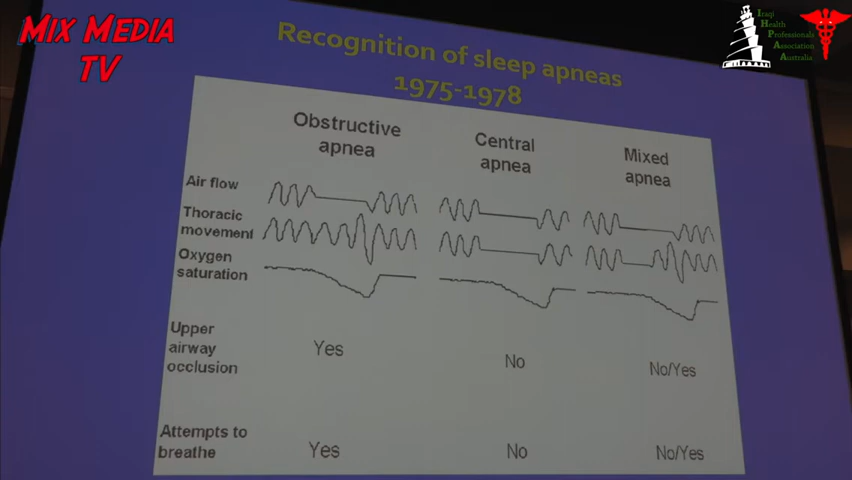 MIX MEDIA
TV
Iraqi
Health
Professionals
Association
Australia
Recognition of sleep apneas
1975-1978
Obstructive
apnea
Central
apnea
Mixed
apnea
Air flow
Thoracic
movement
Oxygen
saturation
Upper
airway
occlusion
Yes
No
No/Yes
Attempts to
breathe
Yes
No
No/Yes